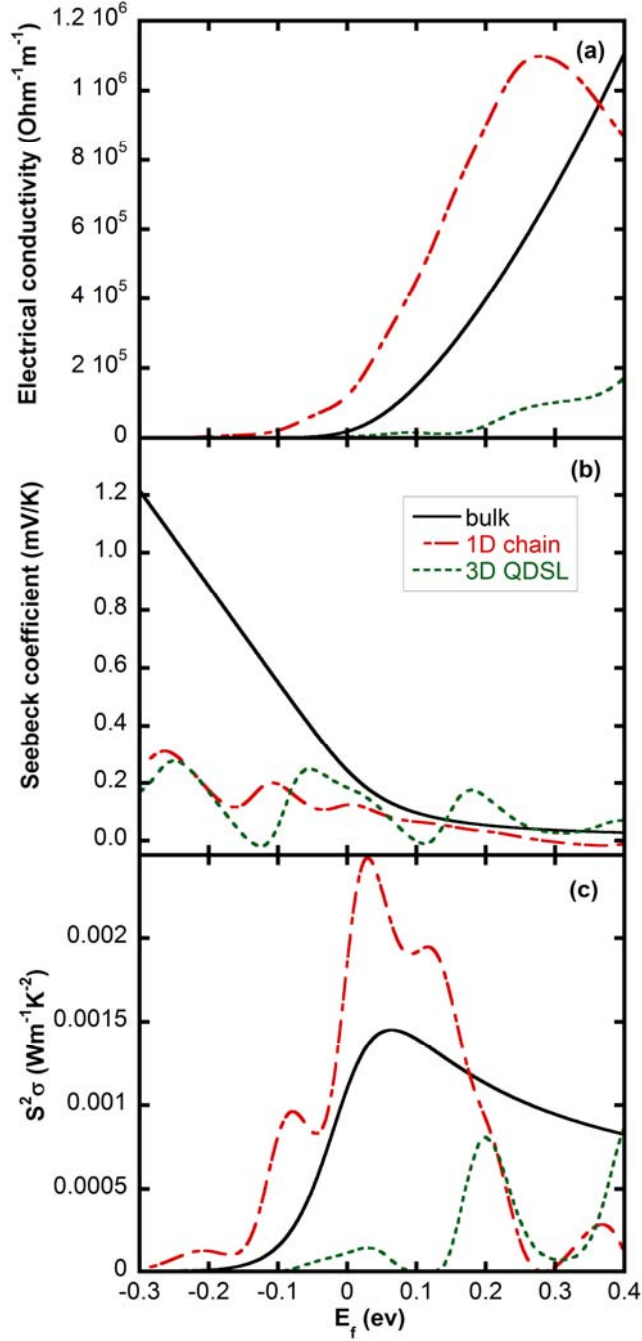 1.2 10⁶
(a)
1 10⁶
8 10⁵
6 10⁵
4 10⁵
2 10⁵
0
Electrical conductivity (Ohm⁻¹m⁻¹)
(b)
1.2
1.0
0.8
0.6
0.4
0.2
0.0
Seebeck coefficient (mV/K)
bulk
1D chain
3D QDSL
(c)
0.002
0.0015
0.001
0.0005
0
S²σ (Wm⁻¹K⁻²)
-0.3 -0.2 -0.1 0 0.1 0.2 0.3 0.4
E_f (ev)